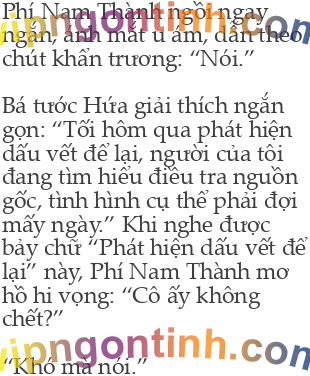 Phí Nam Thành ngồi ngay
ngắn, ánh mắt u ám, dẫn theo
chút khẩn trương: “Nói.”
Bá tước Hứa giải thích ngắn
gọn: “Tối hôm qua phát hiện
dấu vết để lại, người của tôi
đang tìm hiểu điều tra nguồn
gốc, tình hình cụ thể phải đợi
mấy ngày.” Khi nghe được
bảy chữ “Phát hiện dấu vết để
lại” này, Phí Nam Thành mơ
hồ hi vọng: “Cô ấy không
chết?”
vipngontinh.com
“Khó mà nói.”